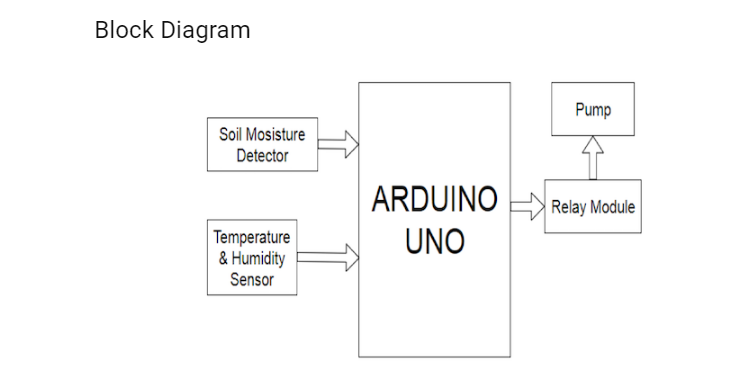 Block Diagram
Soil Mosisture
Detector
Temperature
& Humidity
Sensor
ARDUINO
UNO
Pump
Relay Module